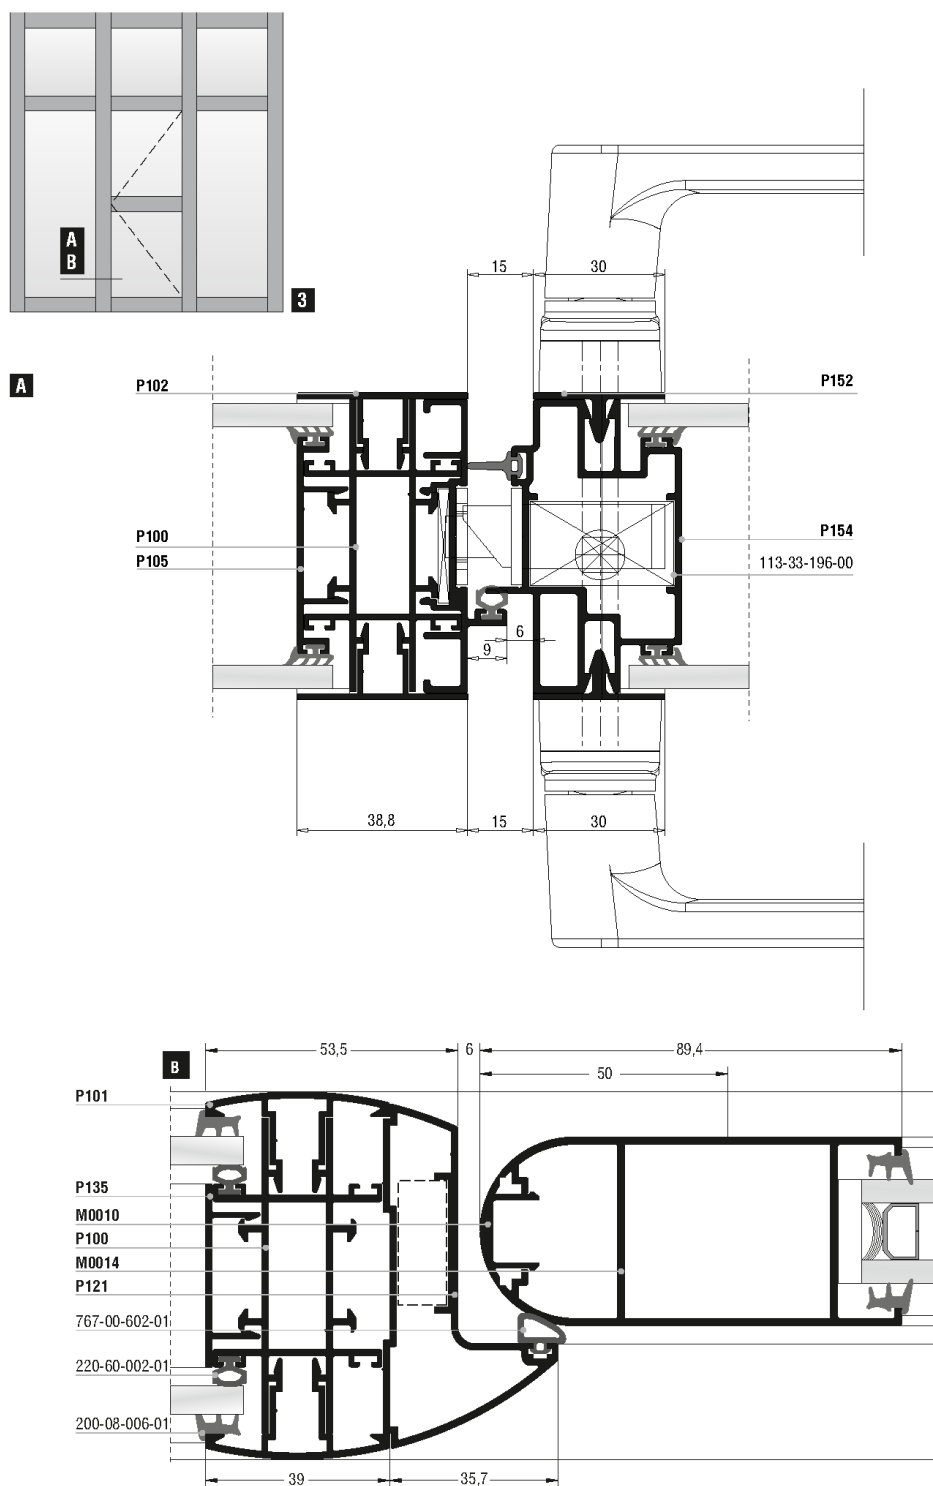 A
B
3
15
30
A
P102
P152
P100
P154
P105
113-33-196-00
6
9
38,8
15
30
53,5
6
89,4
B
50
P101
P135
M0010
P100
M0014
P121
767-00-602-01
220-60-002-01
200-08-006-01
39
35,7